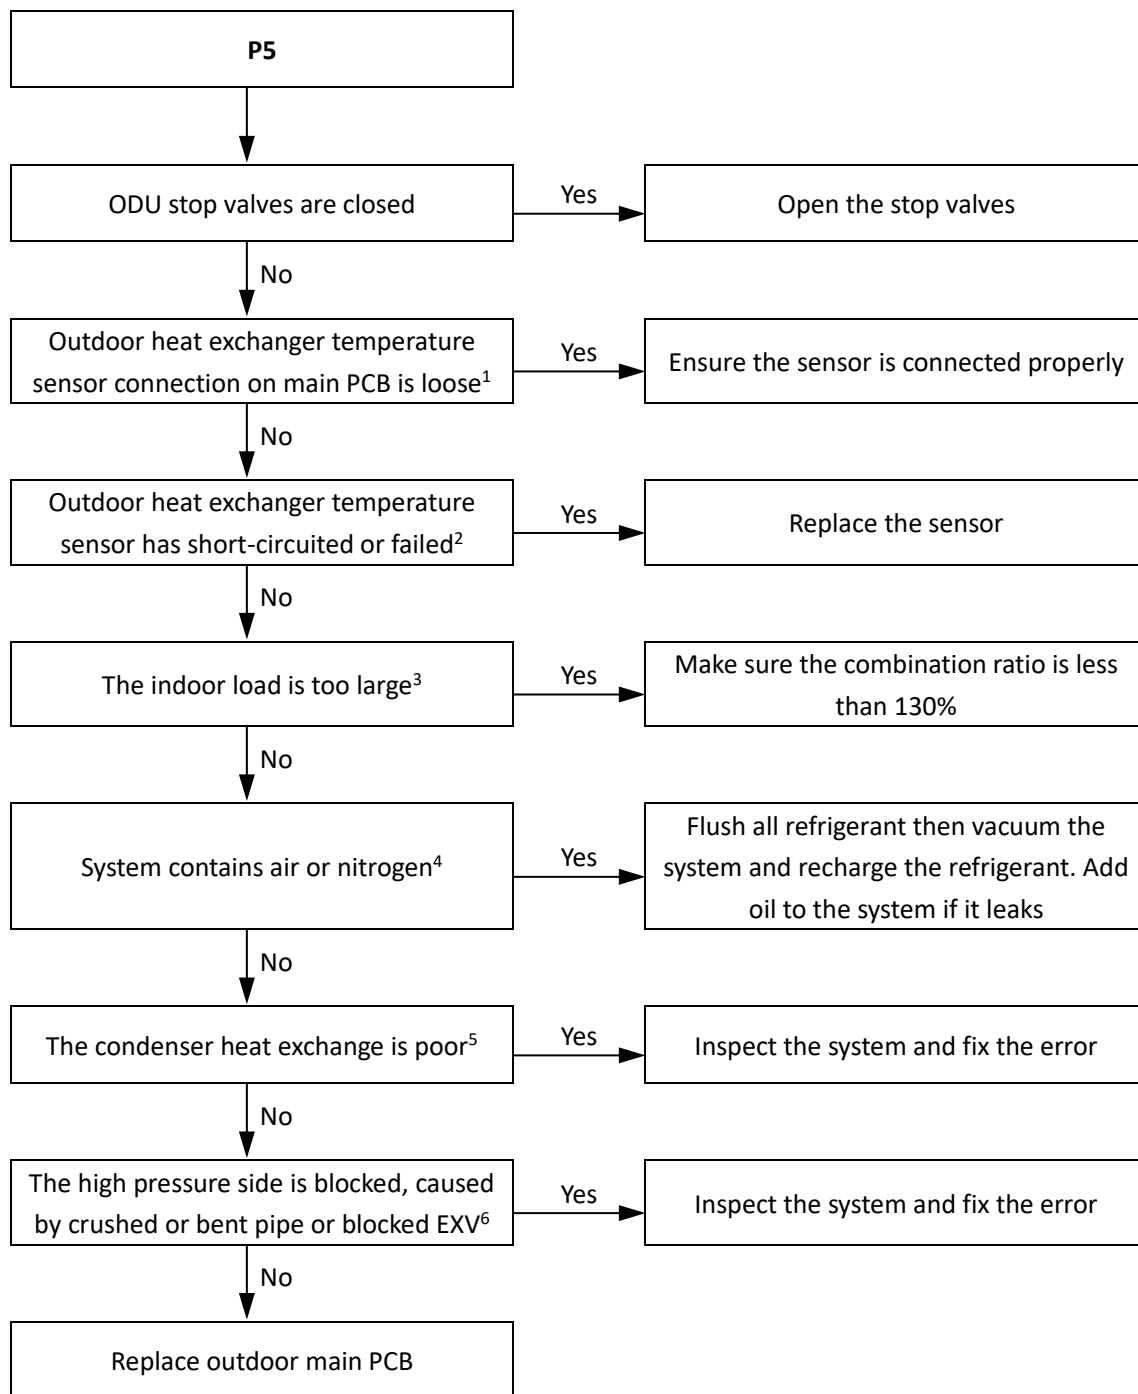 P5
ODU stop valves are closed
Yes
Open the stop valves
No
Outdoor heat exchanger temperature
sensor connection on main PCB is loose1
Yes
Ensure the sensor is connected properly
No
Outdoor heat exchanger temperature
sensor has short-circuited or failed2
Yes
Replace the sensor
No
The indoor load is too large3
Yes
Make sure the combination ratio is less
than 130%
No
System contains air or nitrogen4
Yes
Flush all refrigerant then vacuum the
system and recharge the refrigerant. Add
oil to the system if it leaks
No
The condenser heat exchange is poor5
Yes
Inspect the system and fix the error
No
The high pressure side is blocked, caused
by crushed or bent pipe or blocked EXV6
Yes
Inspect the system and fix the error
No
Replace outdoor main PCB